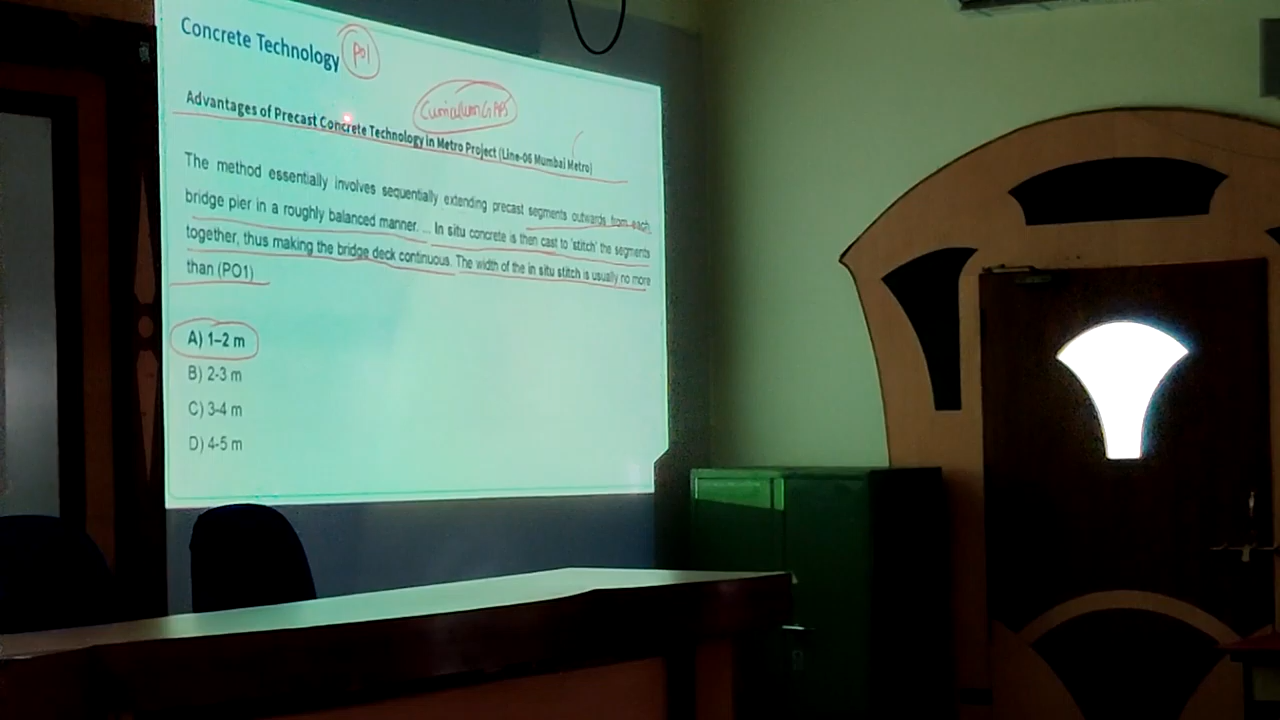 Concrete Technology PO1
Curriculum GAPS
Advantages of Precast Concrete Technology in Metro Project (Line-06 Mumbai Metro)
The method essentially involves sequentially extending precast segments outwards from each
bridge pier in a roughly balanced manner. ... In situ concrete is then cast to 'stitch' the segments
together, thus making the bridge deck continuous. The width of the in situ stitch is usually no more
than (PO1)
A) 1–2 m
B) 2-3 m
C) 3-4 m
D) 4-5 m